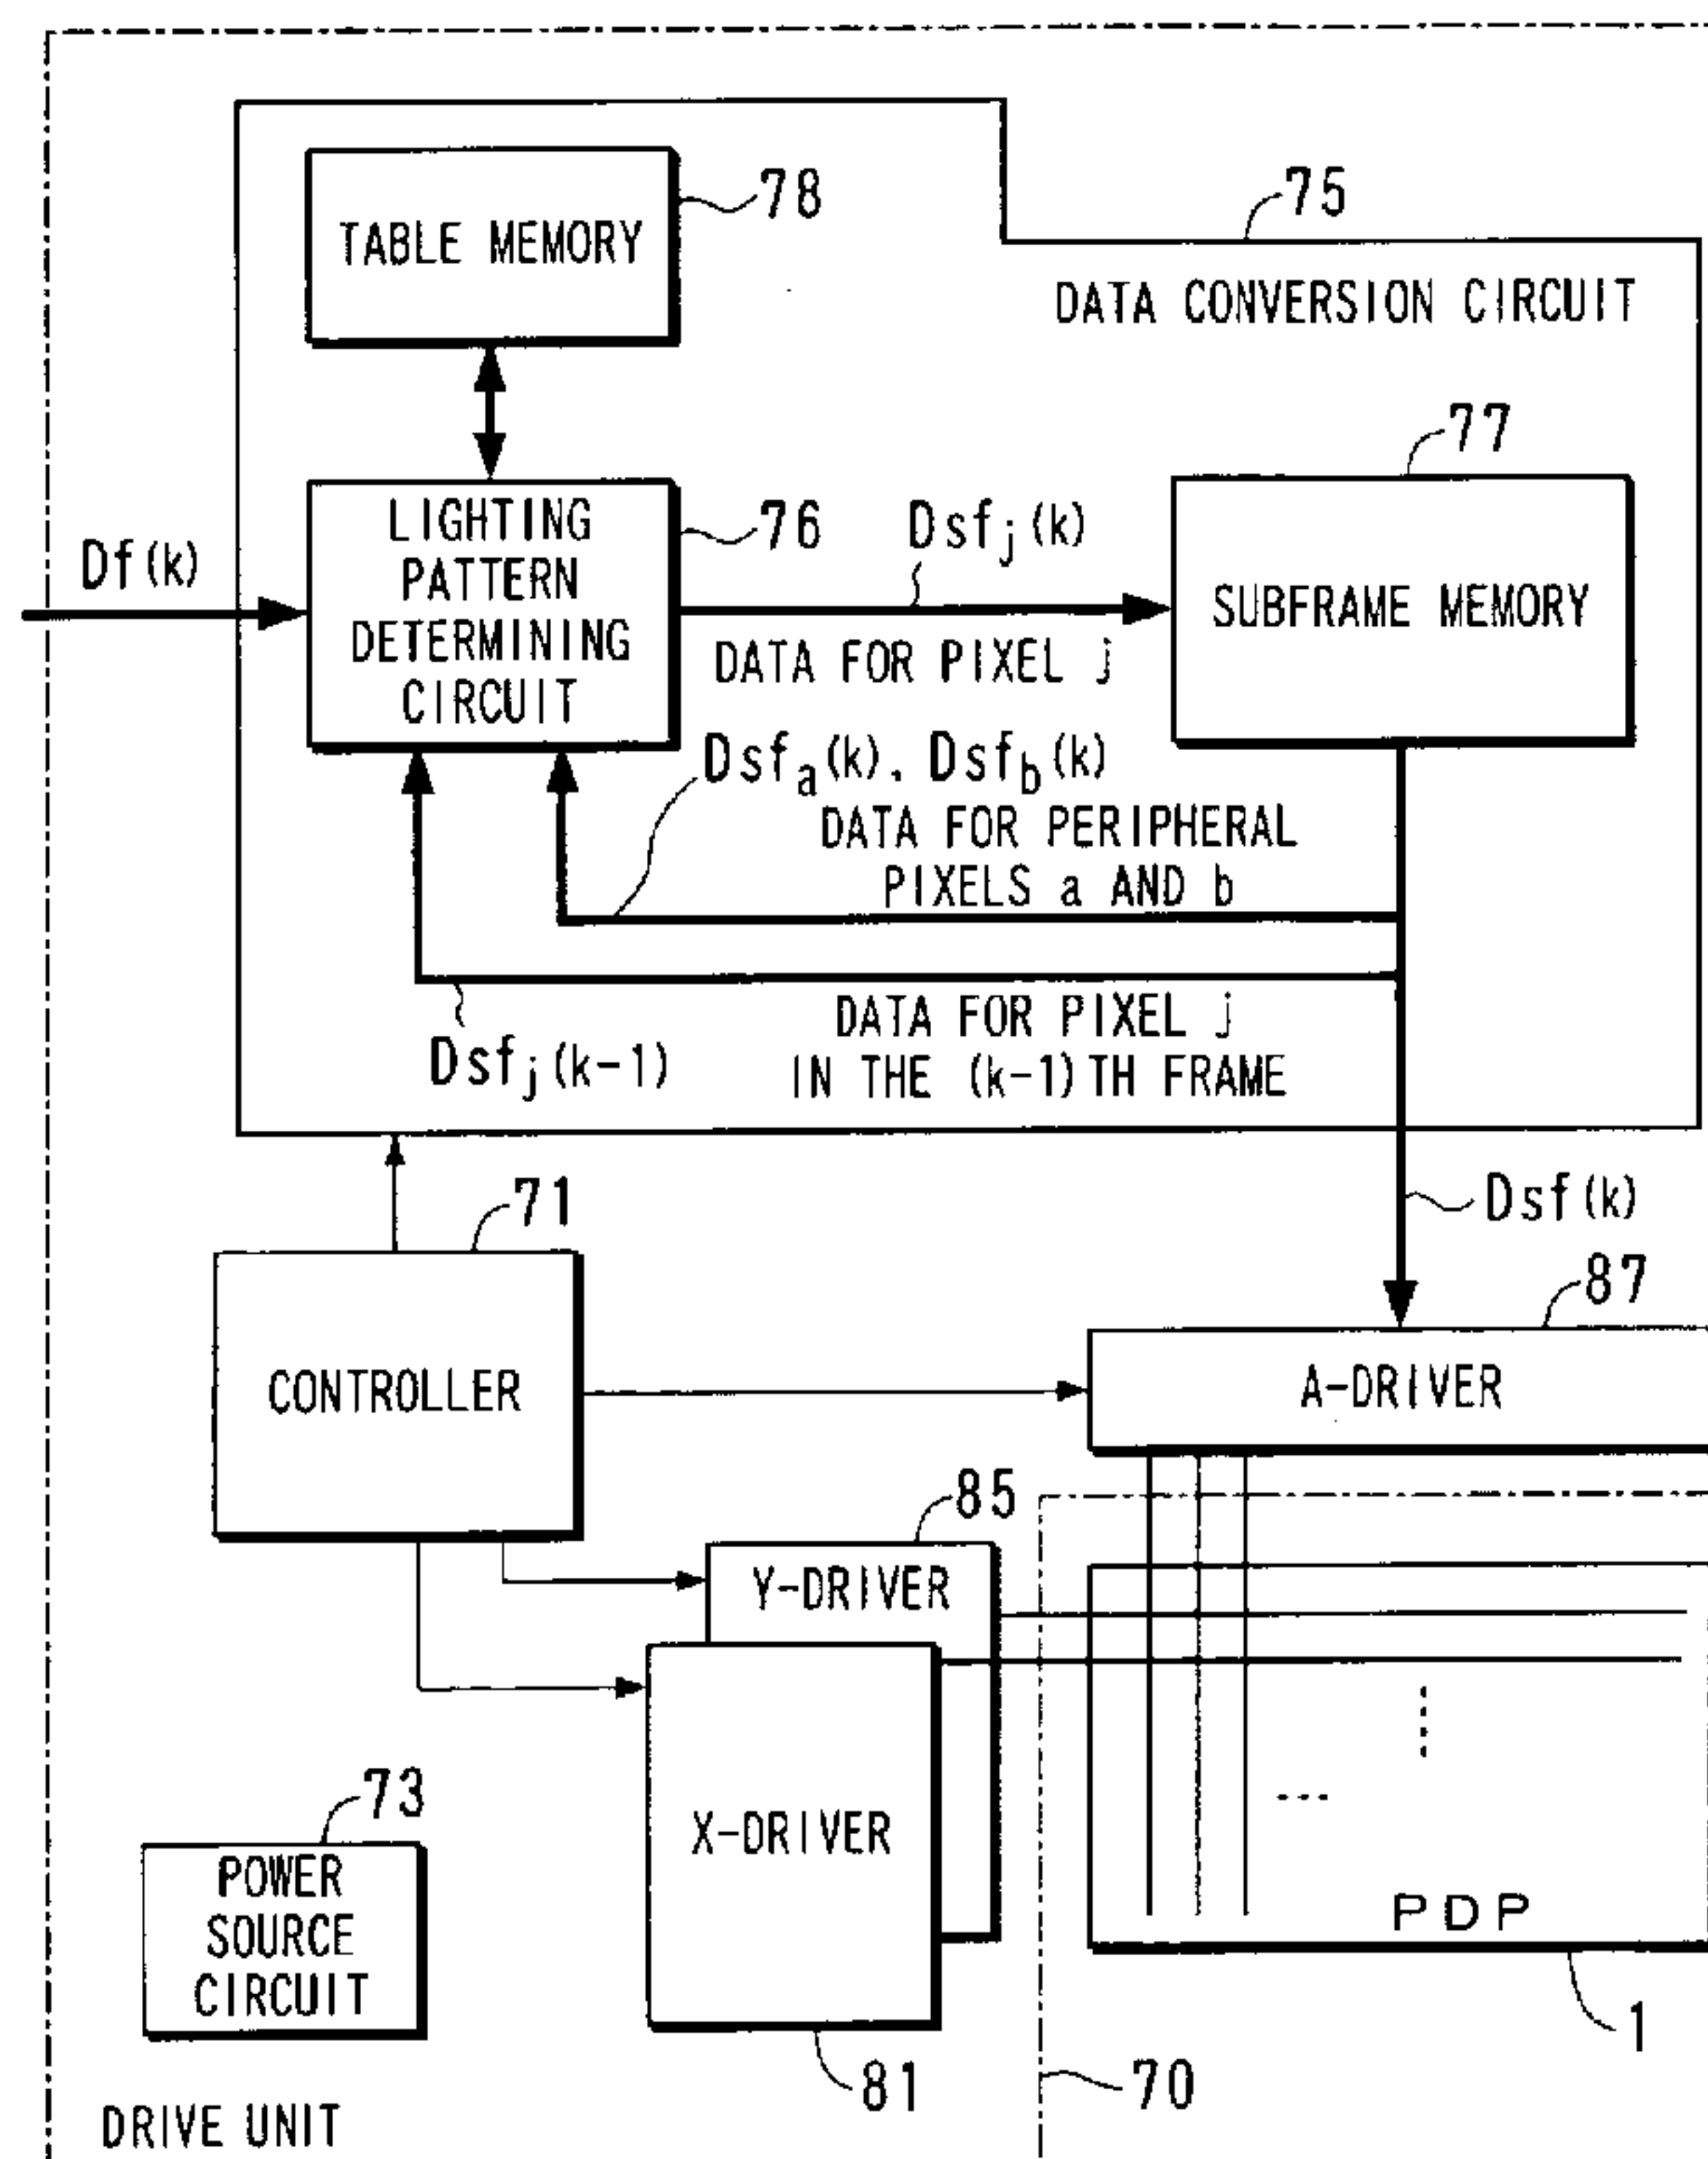 78
TABLE MEMORY
75
DATA CONVERSION CIRCUIT
77
LIGHTING
PATTERN
DETERMINING
CIRCUIT
76
Df(k)
Dsfj(k)
DATA FOR PIXEL j
SUBFRAME MEMORY
Dsfa(k), Dsfb(k)
DATA FOR PERIPHERAL
PIXELS a AND b
Dsfj(k-1)
DATA FOR PIXEL j
IN THE (k-1)TH FRAME
71
Dsf(k)
CONTROLLER
87
A-DRIVER
85
Y-DRIVER
X-DRIVER
81
73
POWER
SOURCE
CIRCUIT
PDP
1
70
DRIVE UNIT